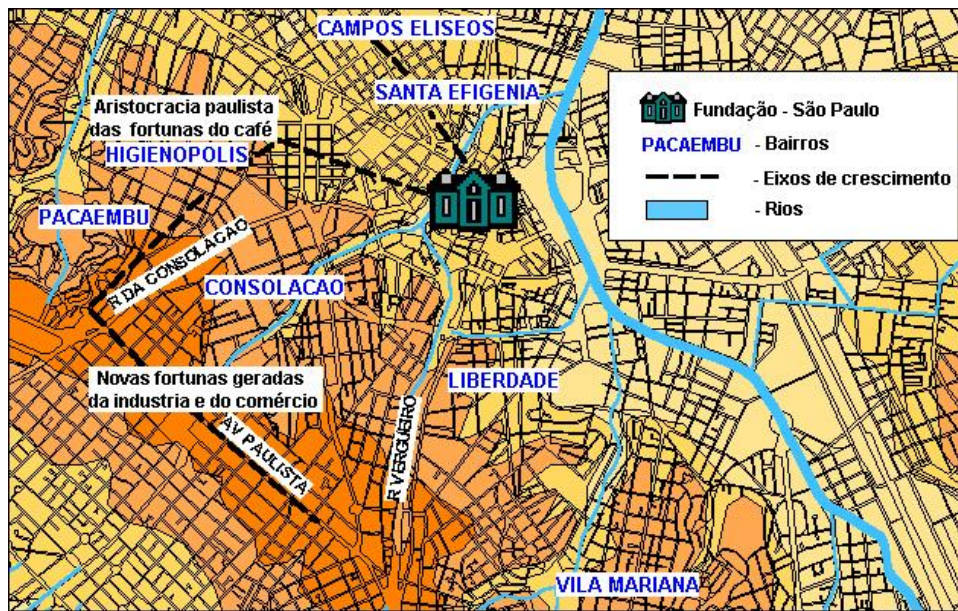 CAMPOS ELISEOS
SANTA EFIGENIA
Aristocracia paulista
das fortunas do café
HIGIENOPOLIS
PACAEMBU
R DA CONSOLACAO
CONSOLACAO
Novas fortunas geradas
da industria e do comércio
AV PAULISTA
R VERGUEIRO
LIBERDADE
VILA MARIANA
Fundação - São Paulo
PACAEMBU - Bairros
- Eixos de crescimento
- Rios